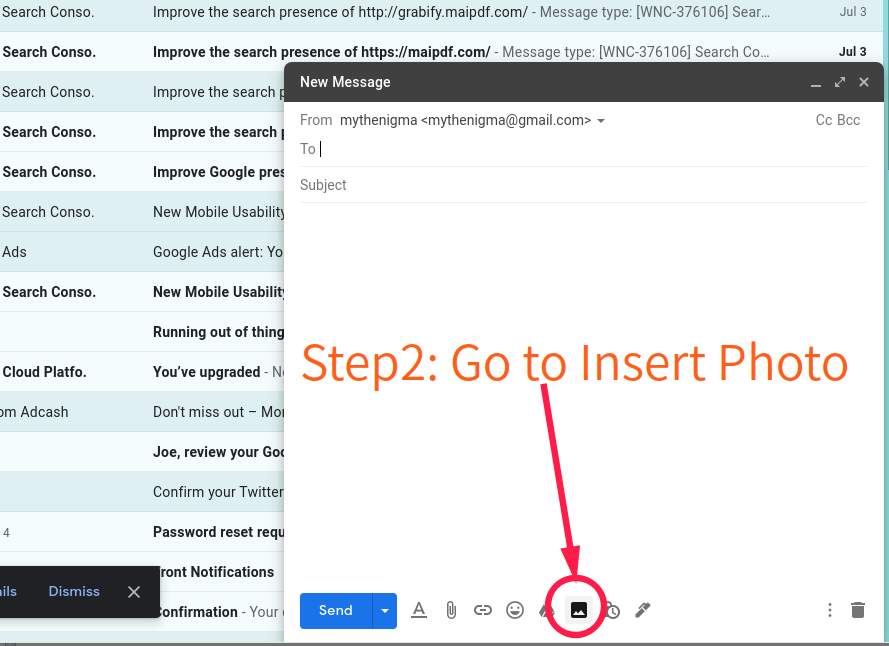 Search Conso. Improve the search presence of http://grabify.maipdf.com/ - Message type: [WNC-376106] Sear… Jul 3
Search Conso. Improve the search presence of https://maipdf.com/ - Message type: [WNC-376106] Search Co… Jul 3
Search Conso. Improve the search p
Search Conso. Improve the search p
Search Conso. Improve Google pres
Search Conso. New Mobile Usability
Ads Google Ads alert: Yo
Search Conso. New Mobile Usability
Running out of thing
Cloud Platfo. You've upgraded - N
om Adcash Don't miss out – Mor
Joe, review your Goo
Confirm your Twitter
4 Password reset requ
ront Notifications
onfirmation - Your
ils Dismiss
New Message
From mythenigma <mythenigma@gmail.com> Cc Bcc
To
Subject
Step2: Go to Insert Photo
Send